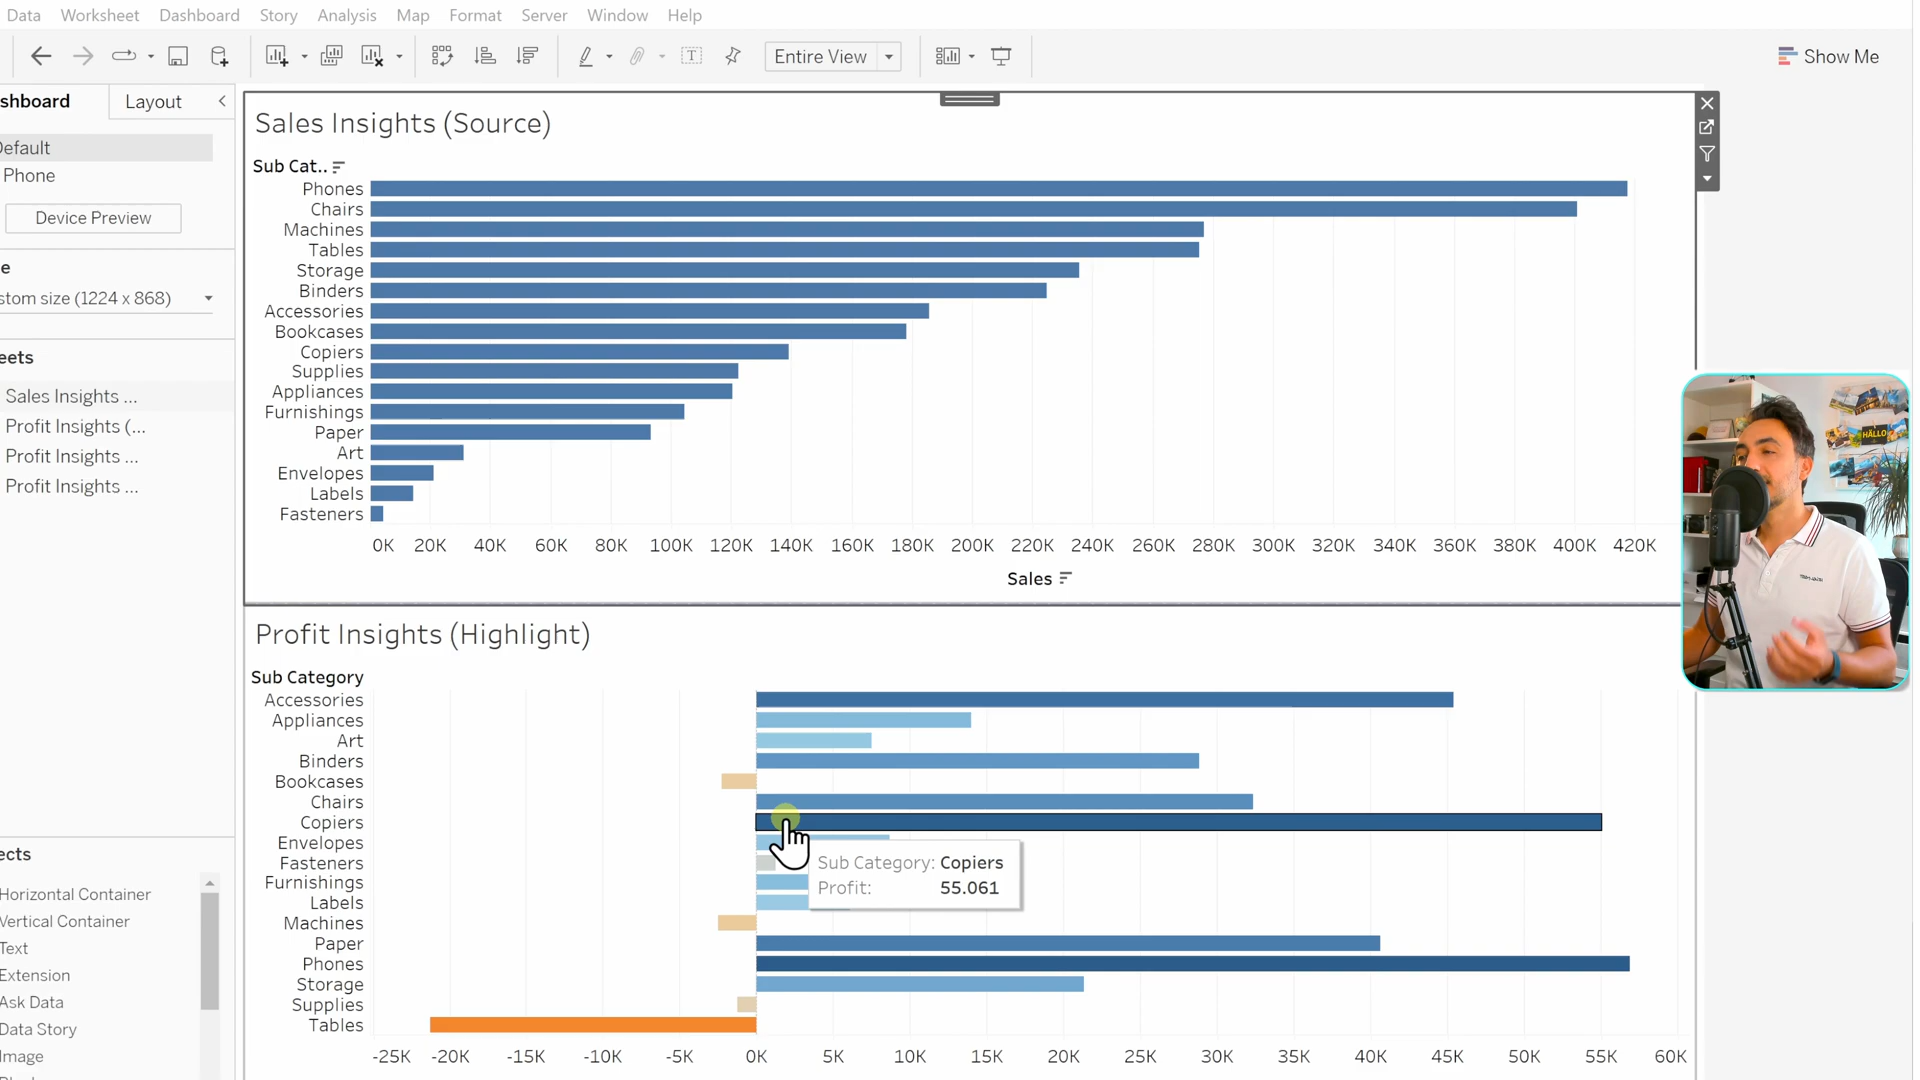 Data Worksheet Dashboard Story Analysis Map Format Server Window Help
Entire View
Show Me
shboard
Layout
Default
Phone
Device Preview
e
stom size (1224 x 868)
eets
Sales Insights ...
Profit Insights (...
Profit Insights ...
Profit Insights ...
ects
Horizontal Container
Vertical Container
Text
Extension
Ask Data
Data Story
Image
Sales Insights (Source)
Sub Cat..
Phones
Chairs
Machines
Tables
Storage
Binders
Accessories
Bookcases
Copiers
Supplies
Appliances
Furnishings
Paper
Art
Envelopes
Labels
Fasteners
0K 20K 40K 60K 80K 100K 120K 140K 160K 180K 200K 220K 240K 260K 280K 300K 320K 340K 360K 380K 400K 420K
Sales
HALLO
Profit Insights (Highlight)
Sub Category
Accessories
Appliances
Art
Binders
Bookcases
Chairs
Copiers
Envelopes
Fasteners
Furnishings
Labels
Machines
Paper
Phones
Storage
Supplies
Tables
Sub Category: Copiers
Profit: 55.061
-25K -20K -15K -10K -5K 0K 5K 10K 15K 20K 25K 30K 35K 40K 45K 50K 55K 60K